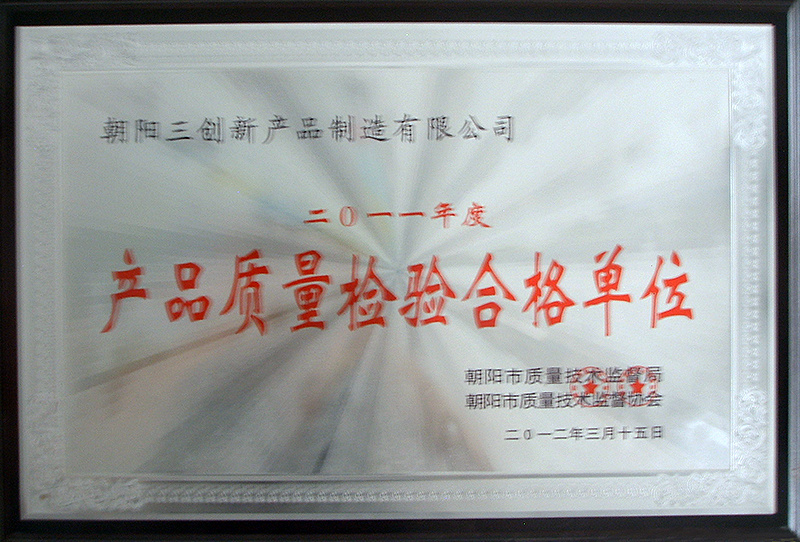 朝阳三创新产品制造有限公司
二〇一一年度
产品质量检验合格单位
朝阳市质量技术监督局
朝阳市质量技术监督协会
二〇一二年三月十五日